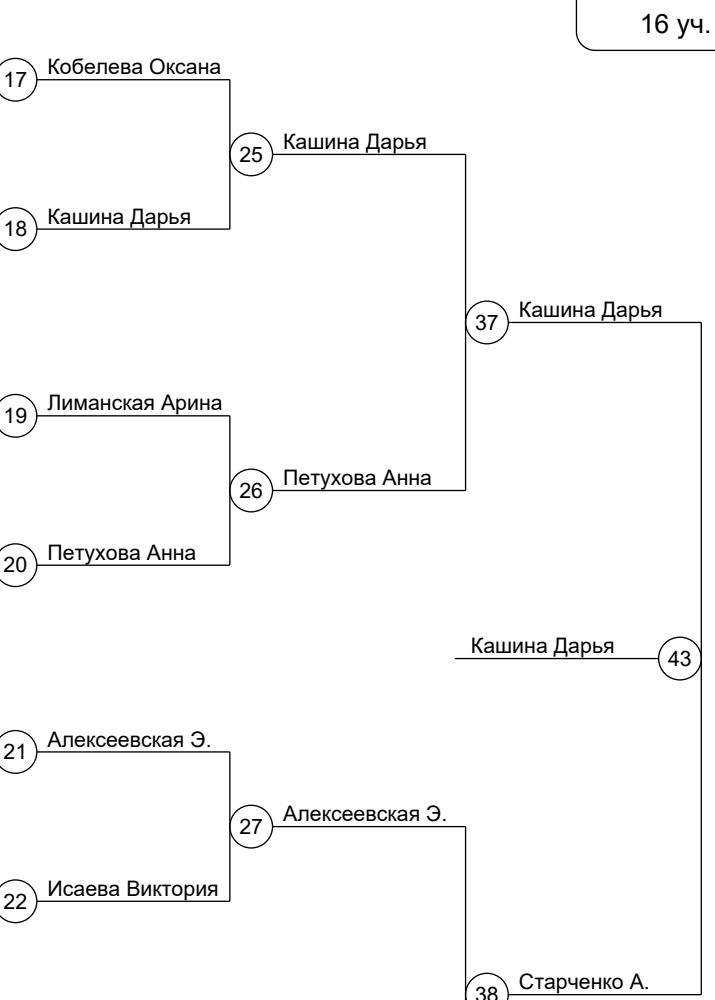 16 уч.
17 Кобелева Оксана
25 Кашина Дарья
18 Кашина Дарья
37 Кашина Дарья
19 Лиманская Арина
26 Петухова Анна
20 Петухова Анна
Кашина Дарья 43
21 Алексеевская Э.
27 Алексеевская Э.
22 Исаева Виктория
38 Старченко А.